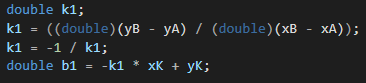 double k1;
k1 = ((double)(yB - yA) / (double)(xB - xA));
k1 = -1 / k1;
double b1 = -k1 * xK + yK;